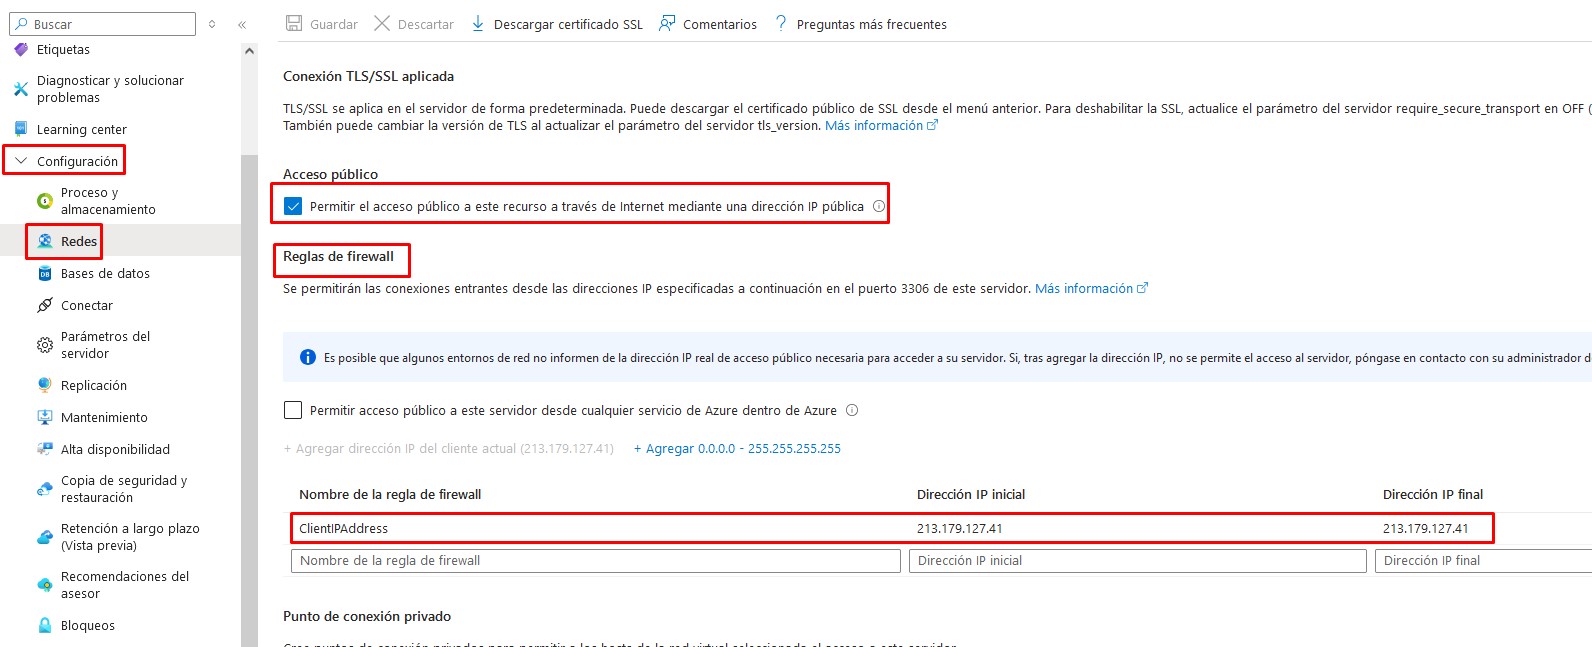 Buscar
Etiquetas
Diagnosticar y solucionar
problemas
Learning center
Configuración
Proceso y
almacenamiento
Redes
Bases de datos
Conectar
Parámetros del
servidor
Replicación
Mantenimiento
Alta disponibilidad
Copia de seguridad y
restauración
Retención a largo plazo
(Vista previa)
Recomendaciones del
asesor
Bloqueos
Guardar Descartar Descargar certificado SSL Comentarios ? Preguntas más frecuentes
Conexión TLS/SSL aplicada
TLS/SSL se aplica en el servidor de forma predeterminada. Puede descargar el certificado público de SSL desde el menú anterior. Para deshabilitar la SSL, actualice el parámetro del servidor require_secure_transport en OFF (
También puede cambiar la versión de TLS al actualizar el parámetro del servidor tls_version. Más información
Acceso público
Permitir el acceso público a este recurso a través de Internet mediante una dirección IP pública
Reglas de firewall
Se permitirán las conexiones entrantes desde las direcciones IP especificadas a continuación en el puerto 3306 de este servidor. Más información
Es posible que algunos entornos de red no informen de la dirección IP real de acceso público necesaria para acceder a su servidor. Si, tras agregar la dirección IP, no se permite el acceso al servidor, póngase en contacto con su administrador d
Permitir acceso público a este servidor desde cualquier servicio de Azure dentro de Azure
+ Agregar dirección IP del cliente actual (213.179.127.41) + Agregar 0.0.0.0 - 255.255.255.255
Nombre de la regla de firewall Dirección IP inicial Dirección IP final
ClientIPAddress 213.179.127.41 213.179.127.41
Nombre de la regla de firewall Dirección IP inicial Dirección IP final
Punto de conexión privado